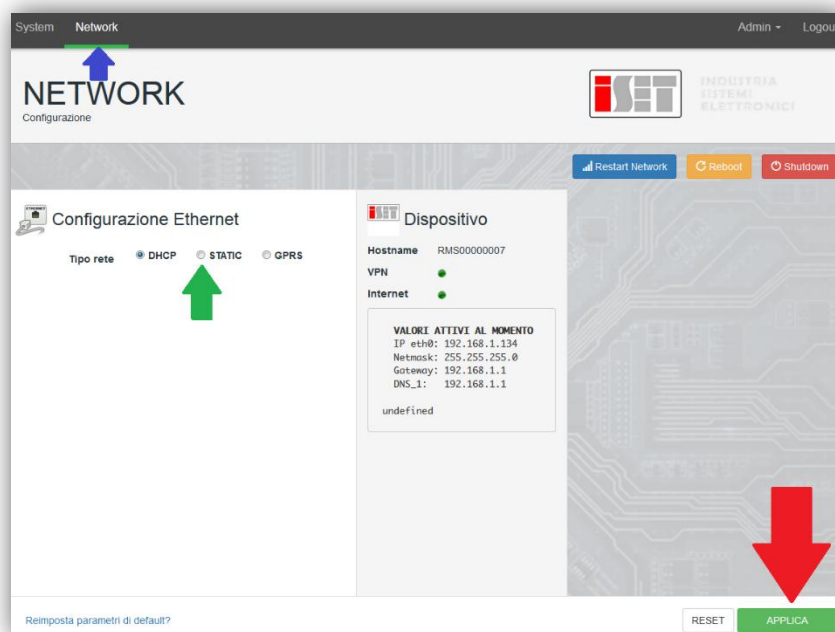 System Network Admin Logou
NETWORK
Configurazione
iSET
INDUSTRIA
SISTEMI
ELETTRONICI
Restart Network Reboot Shutdown
Configurazione Ethernet
Tipo rete DHCP STATIC GPRS
iSET Dispositivo
Hostname RMS00000007
VPN
Internet
VALORI ATTIVI AL MOMENTO
IP eth0: 192.168.1.134
Netmask: 255.255.255.0
Gateway: 192.168.1.1
DNS_1: 192.168.1.1
undefined
Reimposta parametri di default?
RESET APPLICA